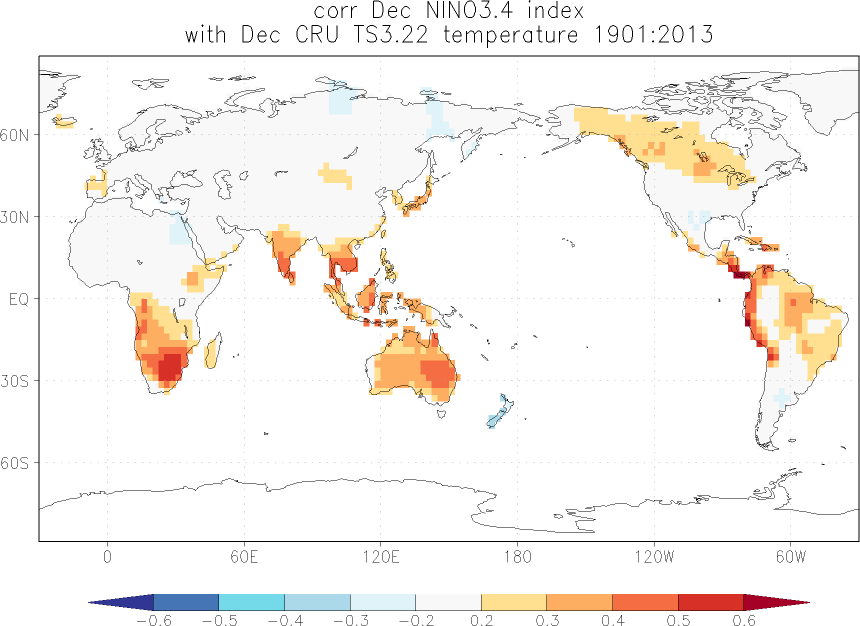 corr Dec NINO3.4 index
with Dec CRU TS3.22 temperature 1901:2013
60N
30N
EQ
30S
60S
0 60E 120E 180 120W 60W
−0.6 −0.5 −0.4 −0.3 −0.2 0.2 0.3 0.4 0.5 0.6